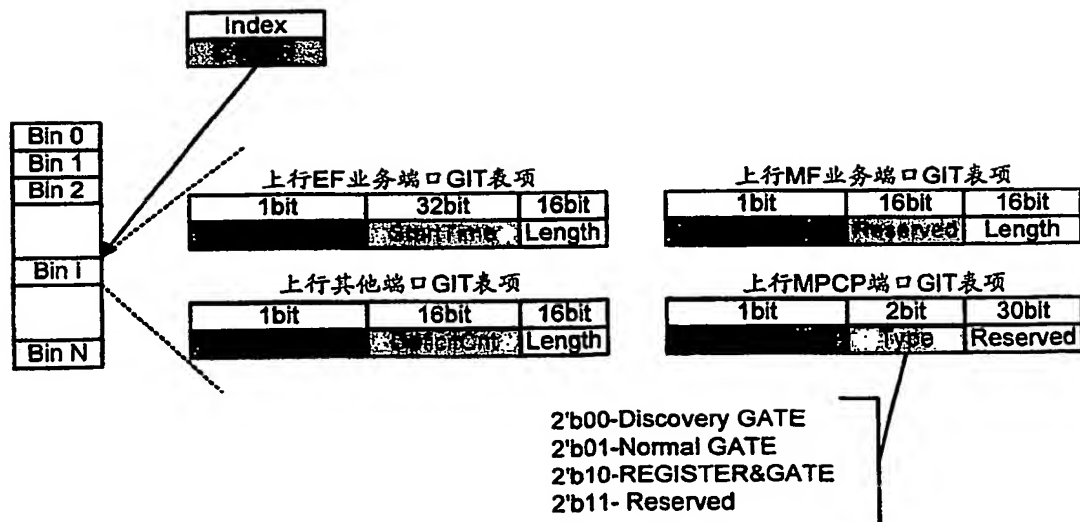 Index
Bin 0
Bin 1
Bin 2
Bin i
Bin N
上行EF业务端口GIT表项
1bit 32bit 16bit
StartTime Length
上行MF业务端口GIT表项
1bit 16bit 16bit
Reserved Length
上行其他端口GIT表项
1bit 16bit 16bit
DeficitCnt Length
上行MPCP端口GIT表项
1bit 2bit 30bit
Type Reserved
2'b00-Discovery GATE
2'b01-Normal GATE
2'b10-REGISTER&GATE
2'b11- Reserved